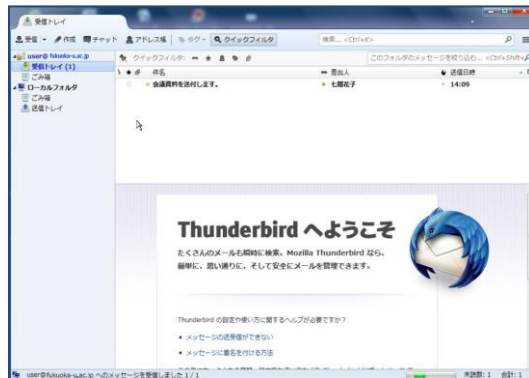 受信トレイ
受信 作成 チャット アドレス帳 タグ クイックフィルタ 検索... <Ctrl+K>
user@fukuoka-u.ac.jp
受信トレイ (1)
ごみ箱
ローカルフォルダ
ごみ箱
送信トレイ
クイックフィルタ: このフォルダのメッセージを絞り込む... <Ctrl+Shift+
件名 差出人 送信日時
会議資料を送付します。 七隈花子 14:09
Thunderbird へようこそ
たくさんのメールも瞬時に検索。Mozilla Thunderbird なら、
簡単に、思い通りに、そして安全にメールを管理できます。
Thunderbird の設定や使い方に関するヘルプが必要ですか?
メッセージの送受信ができない
メッセージに署名を付ける方法
user@fukuoka-u.ac.jp へのメッセージを受信しました 1 / 1 未読数: 1 合計: 1